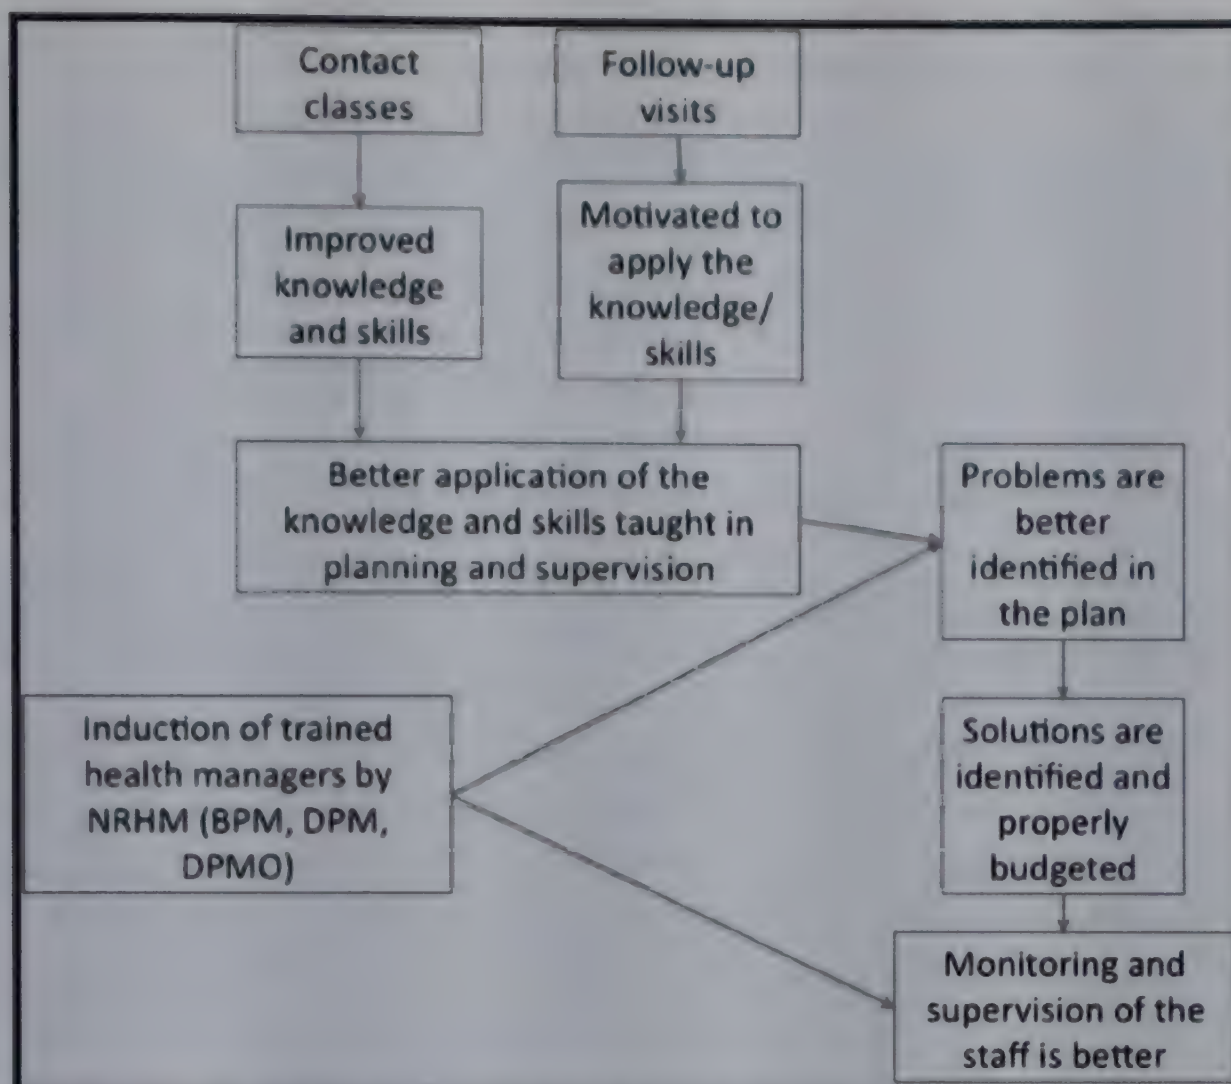 Contact
classes
Follow-up
visits
Improved
knowledge
and skills
Motivated to
apply the
knowledge/
skills
Better application of the
knowledge and skills taught in
planning and supervision
Problems are
better
identified in
the plan
Induction of trained
health managers by
NRHM (BPM, DPM,
DPMO)
Solutions are
identified and
properly
budgeted
Monitoring and
supervision of the
staff is better